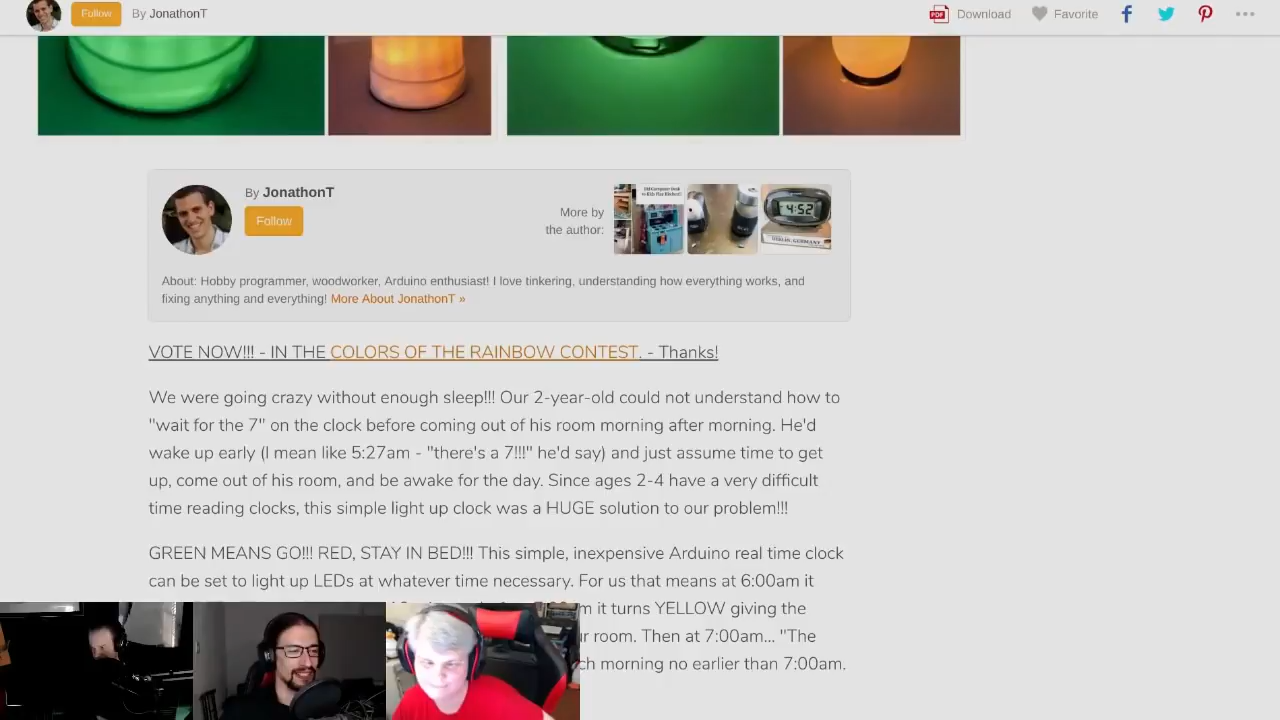 Follow
By JonathonT
Download
Favorite
By JonathonT
Follow
More by
the author:
4:52
BERLIN, GERMANY
About: Hobby programmer, woodworker, Arduino enthusiast! I love tinkering, understanding how everything works, and
fixing anything and everything! More About JonathonT »
VOTE NOW!!! - IN THE COLORS OF THE RAINBOW CONTEST. - Thanks!
We were going crazy without enough sleep!!! Our 2-year-old could not understand how to
"wait for the 7" on the clock before coming out of his room morning after morning. He'd
wake up early (I mean like 5:27am - "there's a 7!!!" he'd say) and just assume time to get
up, come out of his room, and be awake for the day. Since ages 2-4 have a very difficult
time reading clocks, this simple light up clock was a HUGE solution to our problem!!!
GREEN MEANS GO!!! RED, STAY IN BED!!! This simple, inexpensive Arduino real time clock
can be set to light up LEDs at whatever time necessary. For us that means at 6:00am it
it turns YELLOW giving the
room. Then at 7:00am... "The
morning no earlier than 7:00am.